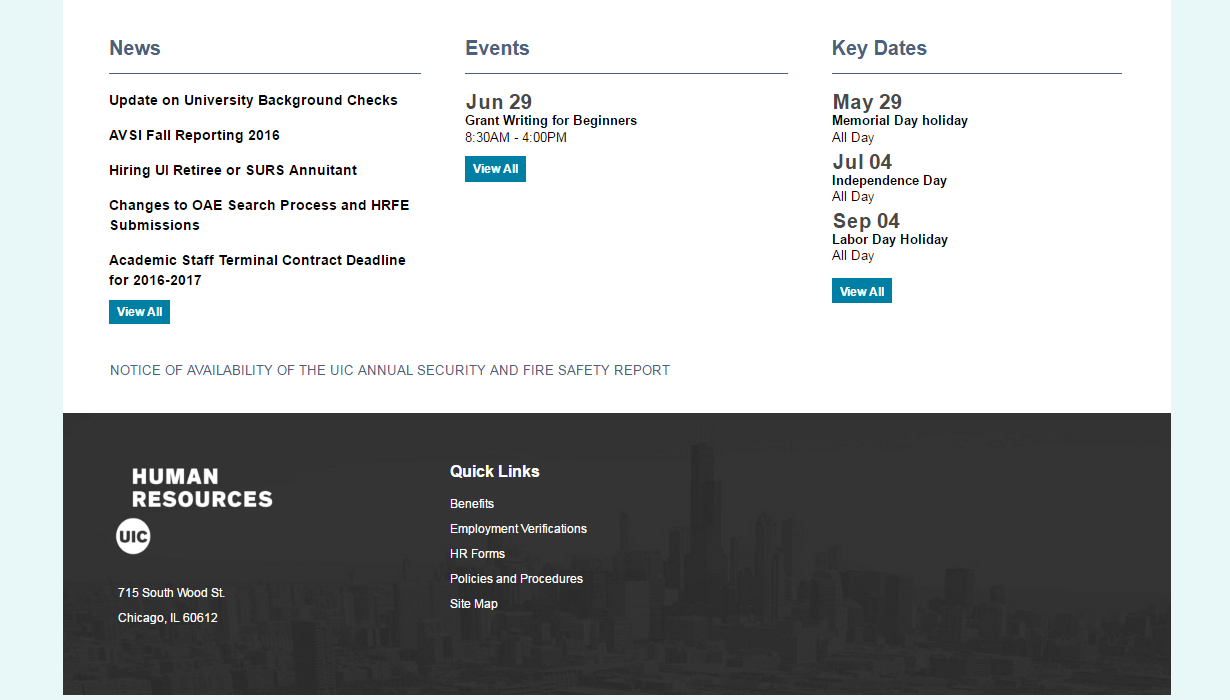 News
Update on University Background Checks
AVSI Fall Reporting 2016
Hiring UI Retiree or SURS Annuitant
Changes to OAE Search Process and HRFE
Submissions
Academic Staff Terminal Contract Deadline
for 2016-2017
View All
Events
Jun 29
Grant Writing for Beginners
8:30AM - 4:00PM
View All
Key Dates
May 29
Memorial Day holiday
All Day
Jul 04
Independence Day
All Day
Sep 04
Labor Day Holiday
All Day
View All
NOTICE OF AVAILABILITY OF THE UIC ANNUAL SECURITY AND FIRE SAFETY REPORT
HUMAN
RESOURCES
UIC
715 South Wood St.
Chicago, IL 60612
Quick Links
Benefits
Employment Verifications
HR Forms
Policies and Procedures
Site Map